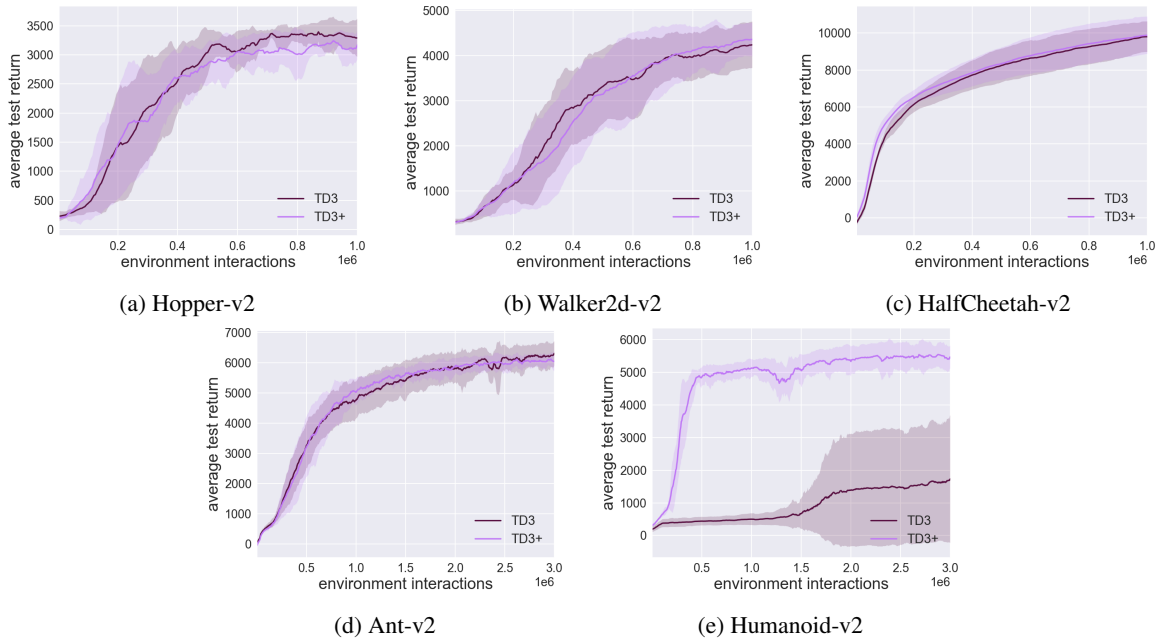 3500
3000
2500
2000
1500
1000
500
0
average test return
TD3
TD3+
0.2 0.4 0.6 0.8 1.0
environment interactions
1e6
(a) Hopper-v2
5000
4000
3000
2000
1000
average test return
TD3
TD3+
0.2 0.4 0.6 0.8 1.0
environment interactions
1e6
(b) Walker2d-v2
10000
8000
6000
4000
2000
0
average test return
TD3
TD3+
0.2 0.4 0.6 0.8 1.0
environment interactions
1e6
(c) HalfCheetah-v2
7000
6000
5000
4000
3000
2000
1000
0
average test return
TD3
TD3+
0.5 1.0 1.5 2.0 2.5 3.0
environment interactions
1e6
(d) Ant-v2
6000
5000
4000
3000
2000
1000
0
average test return
TD3
TD3+
0.5 1.0 1.5 2.0 2.5 3.0
environment interactions
1e6
(e) Humanoid-v2